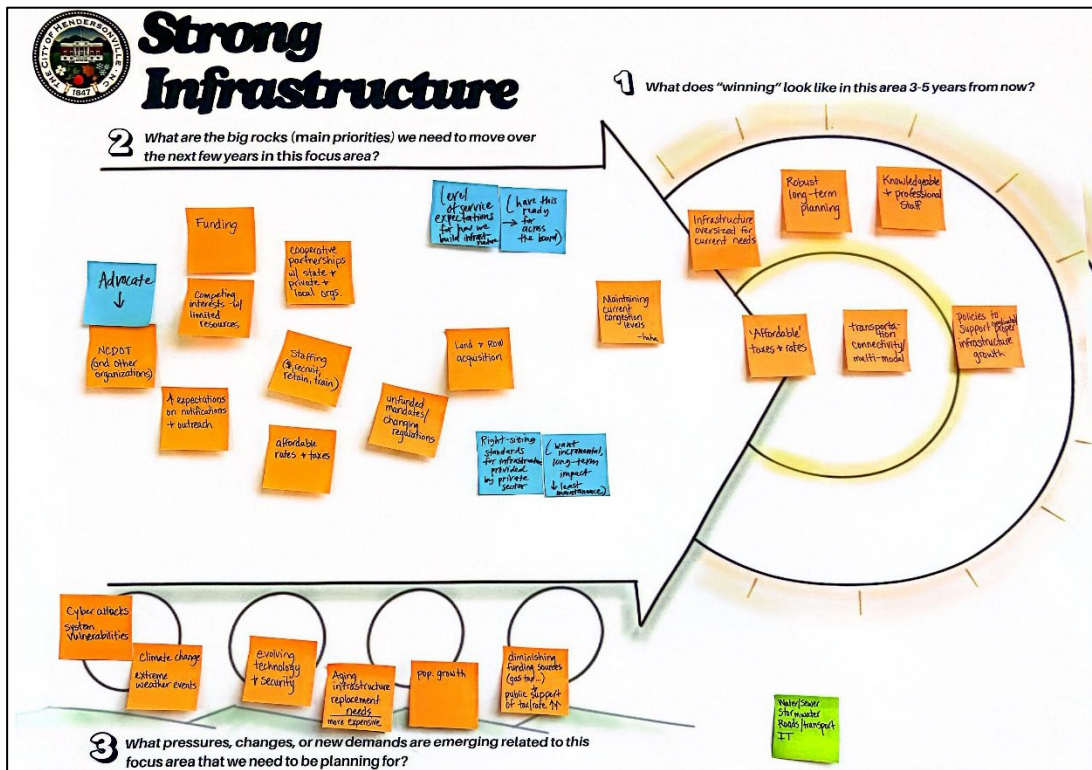 THE CITY OF HENDERSONVILLE, N.C.
1847
Strong
Infrastructure
1 What does "winning" look like in this area 3-5 years from now?
Infrastructure
oversized for
current needs
Robust
long-term
planning
Knowledgeable
+ professional
staff
'Affordable'
taxes + rates
transporta-
tion
connectivity/
multi-modal
policies to
support proper
infrastructure
growth
2 What are the big rocks (main priorities) we need to move over
the next few years in this focus area?
Level
of service
expectations
for how we
build infrastructure
(have this
→ ready
for
across
the board)
Funding
cooperative
partnerships
w/ state +
private +
local orgs.
Advocate
↓
Competing
interests w/
limited
resources
Maintaining
current
congestion
levels
-haha
NCDOT
(and other
organizations)
Staffing
($, recruit,
retain, train)
Land + ROW
acqusition
↑ expectations
on notifications
+ outreach
unfunded
mandates/
changing
regulations
affordable
rates + taxes
Right-sizing
standards
for infrastructure
provided
by private
sector
(want
incremental,
long-term
impact
↓ least
maintenance)
Cyber attacks
system
vulnerabilities
Climate change
extreme
weather events
evolving
technology
+ security
Aging
infrastructure
replacement
needs
more expensive
pop. growth
diminishing
funding sources
(gas tax...)
+
public support
of tax/rate ↑↑
Water/Sewer
Stormwater
Roads/transport
IT
3 What pressures, changes, or new demands are emerging related to this
focus area that we need to be planning for?